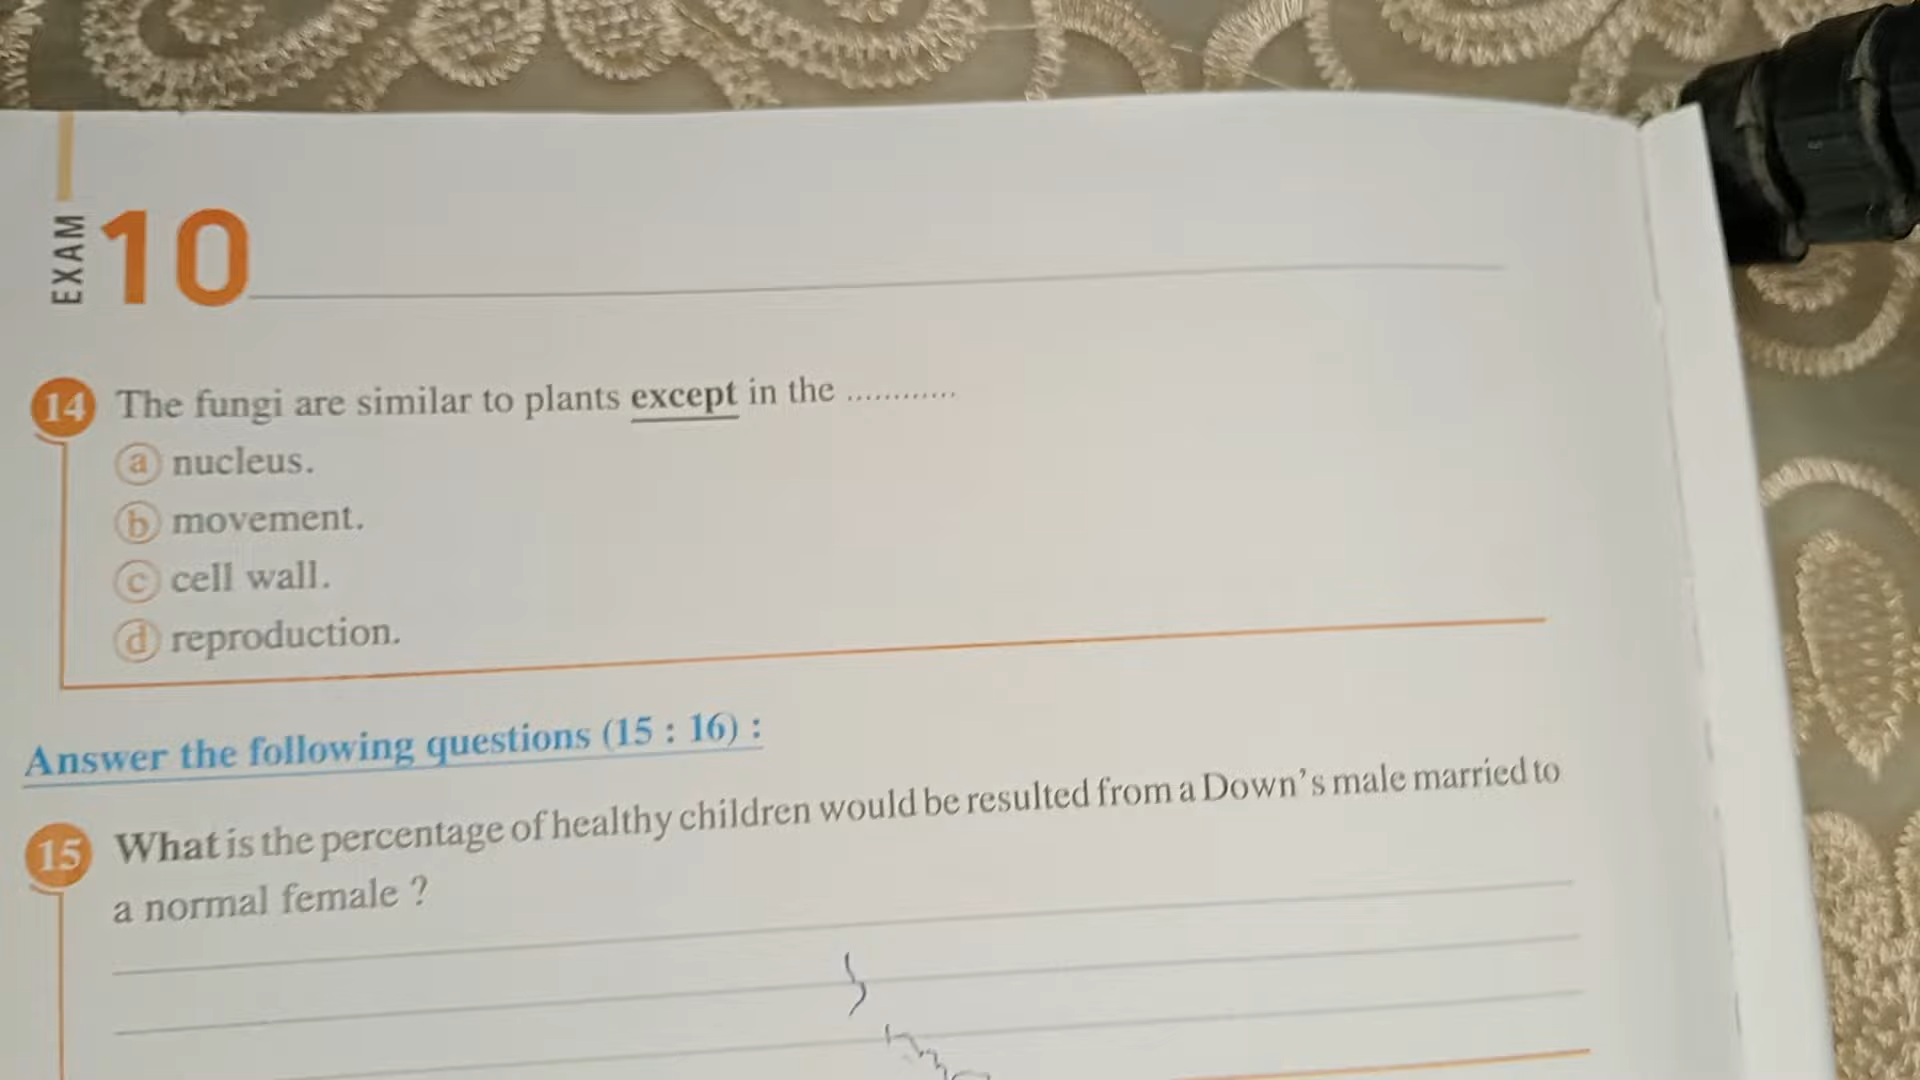 EXAM 10
14 The fungi are similar to plants except in the ............
a nucleus.
b movement.
c cell wall.
d reproduction.
Answer the following questions (15 : 16) :
15 What is the percentage of healthy children would be resulted from a Down's male married to
a normal female ?